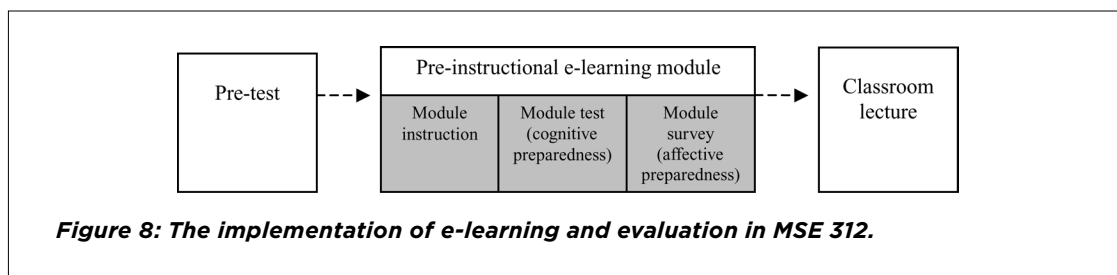 Pre-test
Pre-instructional e-learning module
Module
instruction
Module test
(cognitive
preparedness)
Module
survey
(affective
preparedness)
Classroom
lecture
Figure 8: The implementation of e-learning and evaluation in MSE 312.